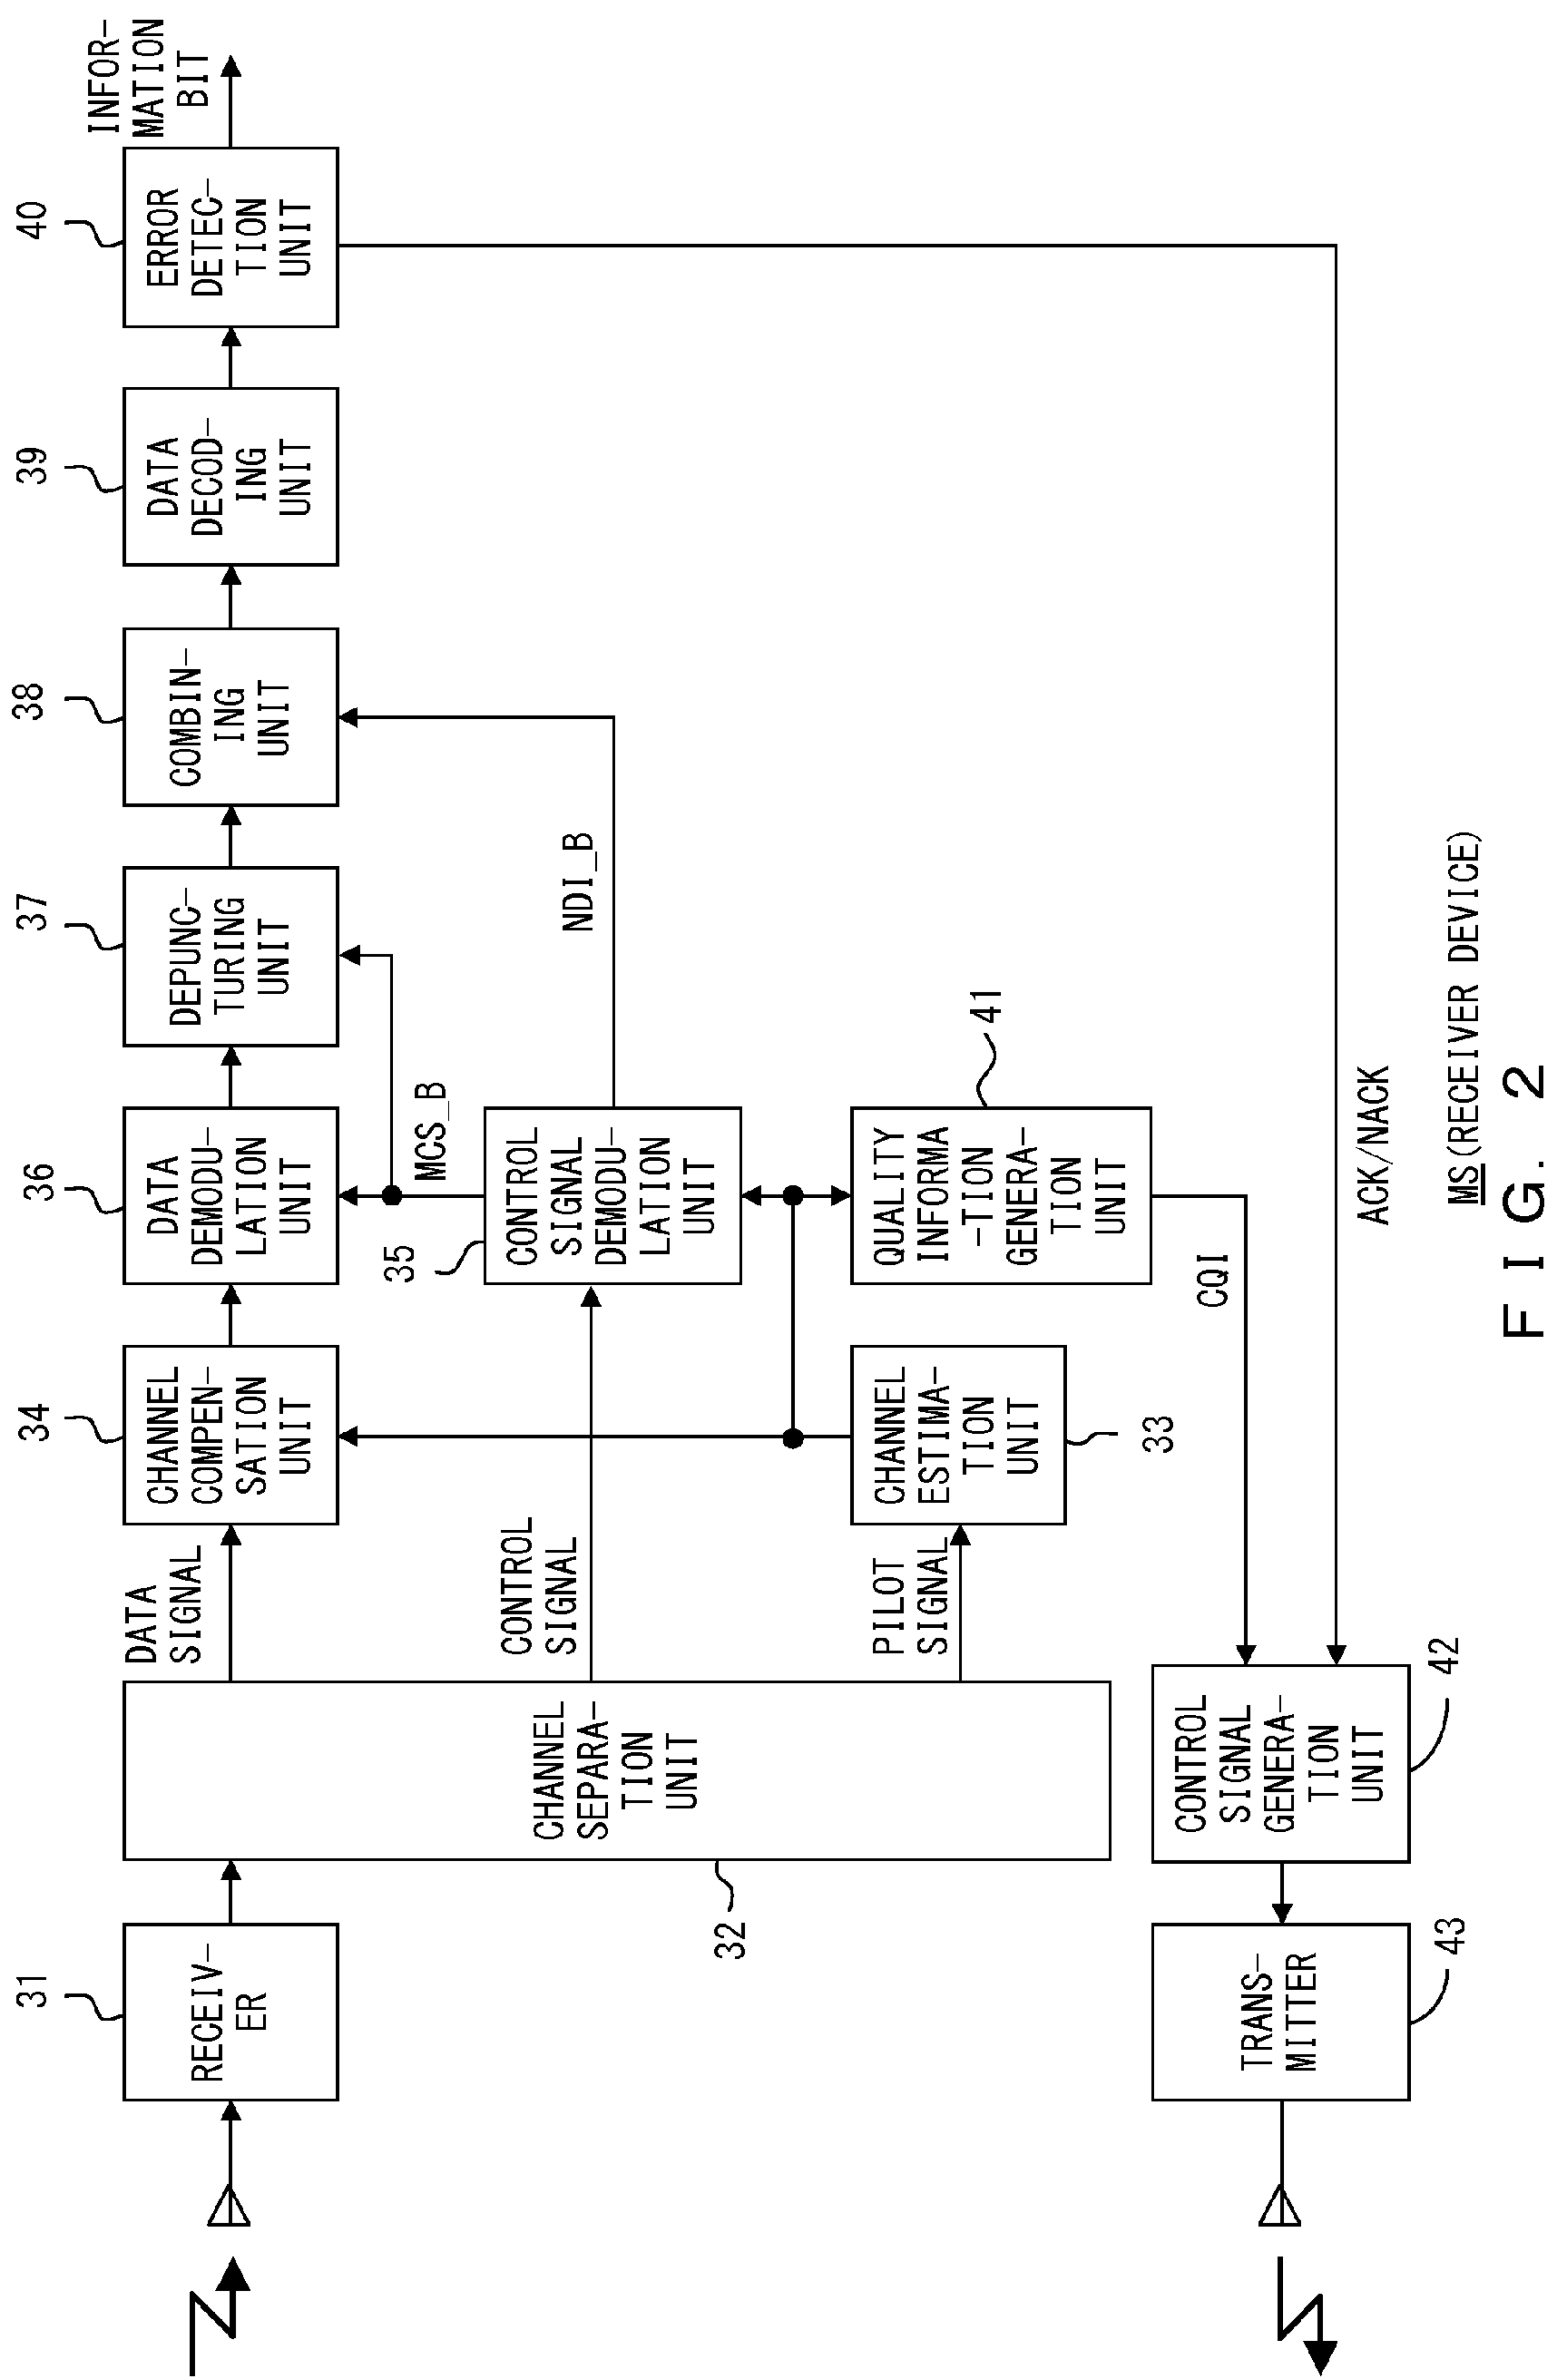 31
RECEIV-
ER
32
CHANNEL
SEPARA-
TION
UNIT
DATA
SIGNAL
CONTROL
SIGNAL
PILOT
SIGNAL
34
CHANNEL
COMPEN-
SATION
UNIT
33
CHANNEL
ESTIMA-
TION
UNIT
36
DATA
DEMODU-
LATION
UNIT
MCS_B
35
CONTROL
SIGNAL
DEMODU-
LATION
UNIT
41
QUALITY
INFORMA
-TION
GENERA-
TION
UNIT
37
DEPUNC-
TURING
UNIT
NDI_B
38
COMBIN-
ING
UNIT
39
DATA
DECOD-
ING
UNIT
40
ERROR
DETEC-
TION
UNIT
INFOR-
MATION
BIT
CQI
ACK/NACK
42
CONTROL
SIGNAL
GENERA-
TION
UNIT
43
TRANS-
MITTER
MS(RECEIVER DEVICE)
FIG. 2